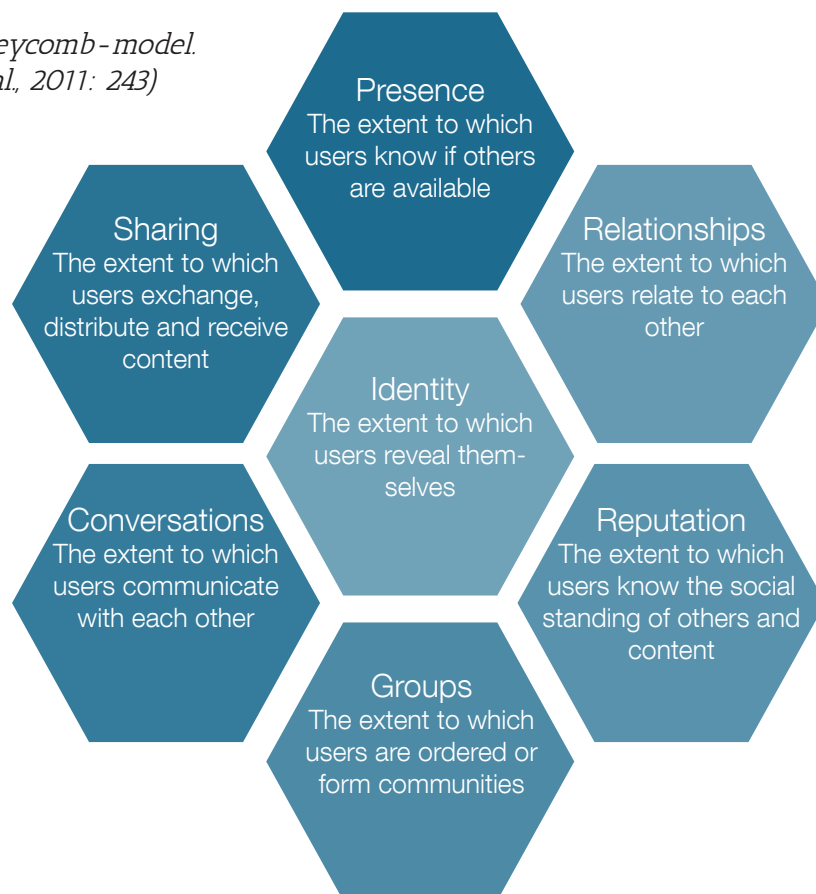 eycomb-model.
l., 2011: 243)
Presence
The extent to which
users know if others
are available
Sharing
The extent to which
users exchange,
distribute and receive
content
Relationships
The extent to which
users relate to each
other
Identity
The extent to which
users reveal them-
selves
Conversations
The extent to which
users communicate
with each other
Reputation
The extent to which
users know the social
standing of others and
content
Groups
The extent to which
users are ordered or
form communities